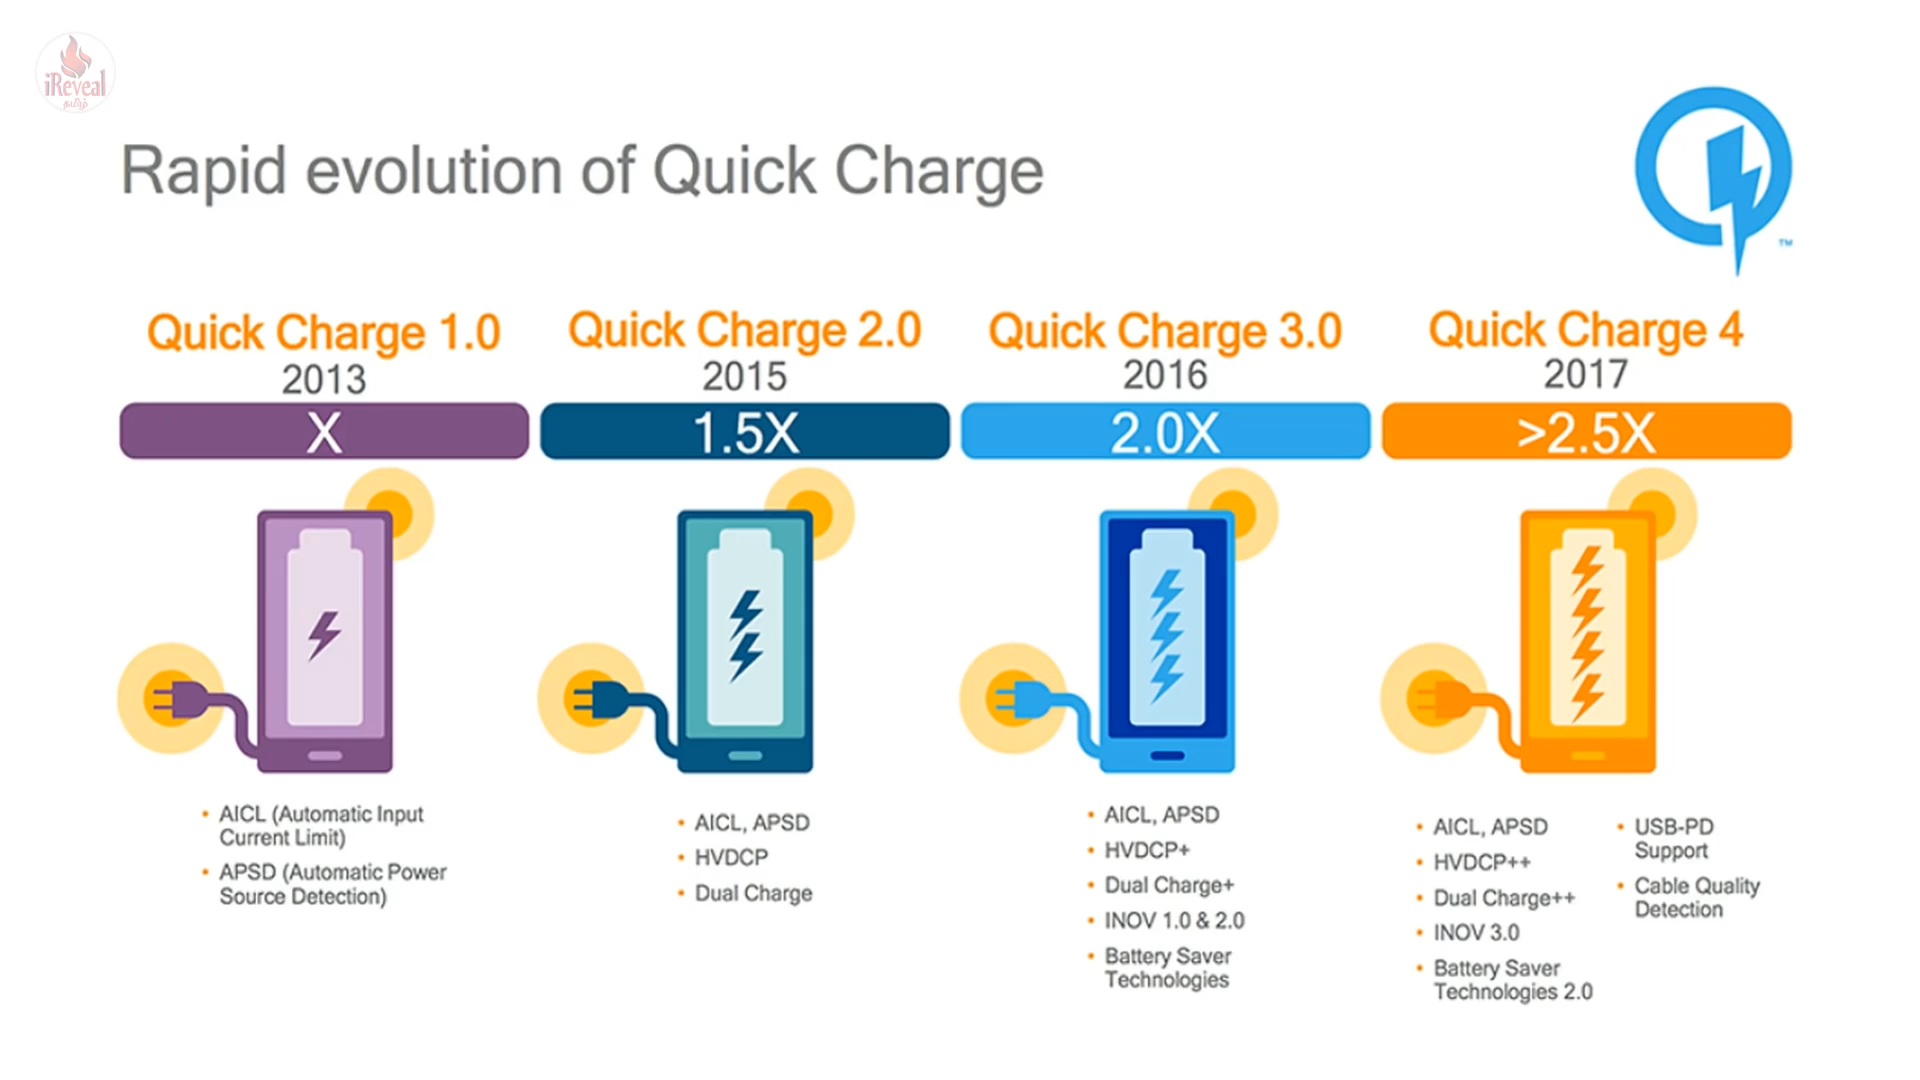 iReveal
தமிழ்
Rapid evolution of Quick Charge
TM
Quick Charge 1.0
2013
X
• AICL (Automatic Input
Current Limit)
• APSD (Automatic Power
Source Detection)
Quick Charge 2.0
2015
1.5X
• AICL, APSD
• HVDCP
• Dual Charge
Quick Charge 3.0
2016
2.0X
• AICL, APSD
• HVDCP+
• Dual Charge+
• INOV 1.0 & 2.0
• Battery Saver
Technologies
Quick Charge 4
2017
>2.5X
• AICL, APSD
• HVDCP++
• Dual Charge++
• INOV 3.0
• Battery Saver
Technologies 2.0
• USB-PD
Support
• Cable Quality
Detection